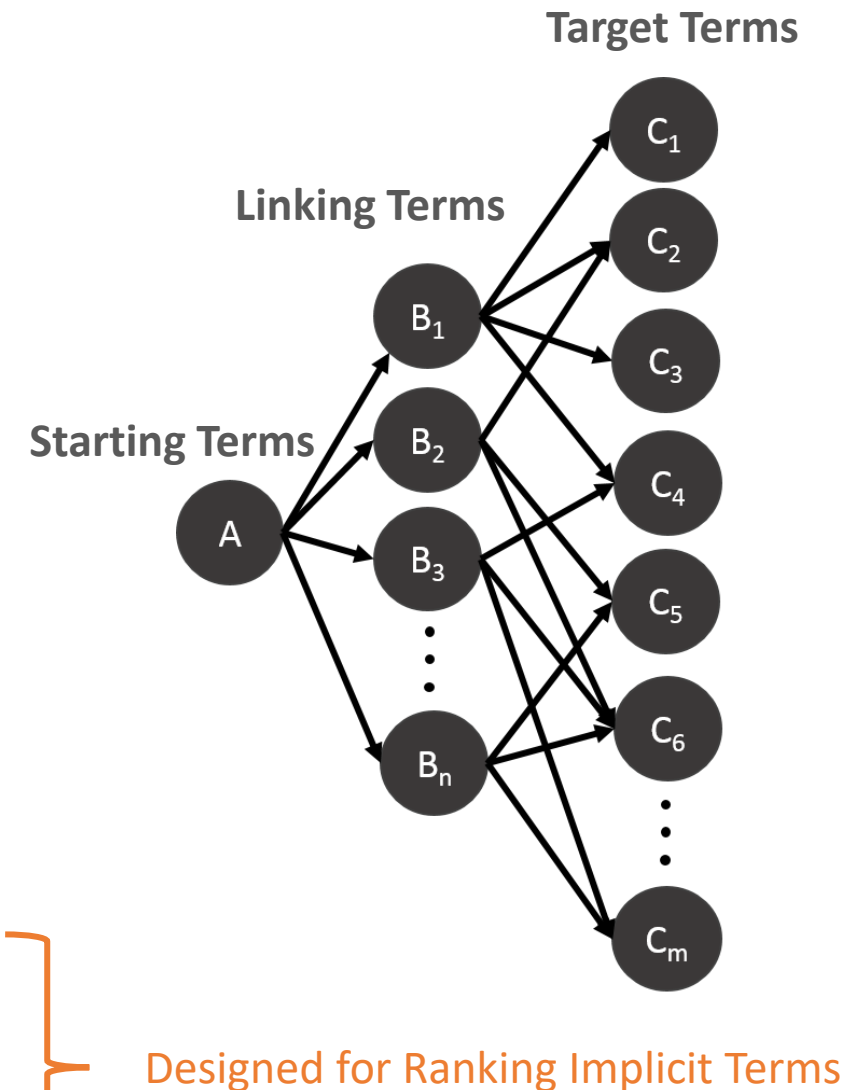 Target Terms
C₁
Linking Terms
C₂
B₁
C₃
Starting Terms
B₂
C₄
A
B₃
C₅
C₆
Bₙ
Cₘ
Designed for Ranking Implicit Terms